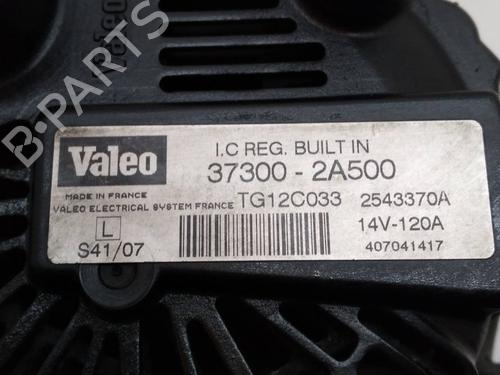 Valeo
I.C REG. BUILT IN
37300 - 2A500
MADE IN FRANCE
TG12C033 2543370A
VALEO ELECTRICAL SYSTEM FRANCE
L
14V-120A
S41/07
407041417
B-PARTS